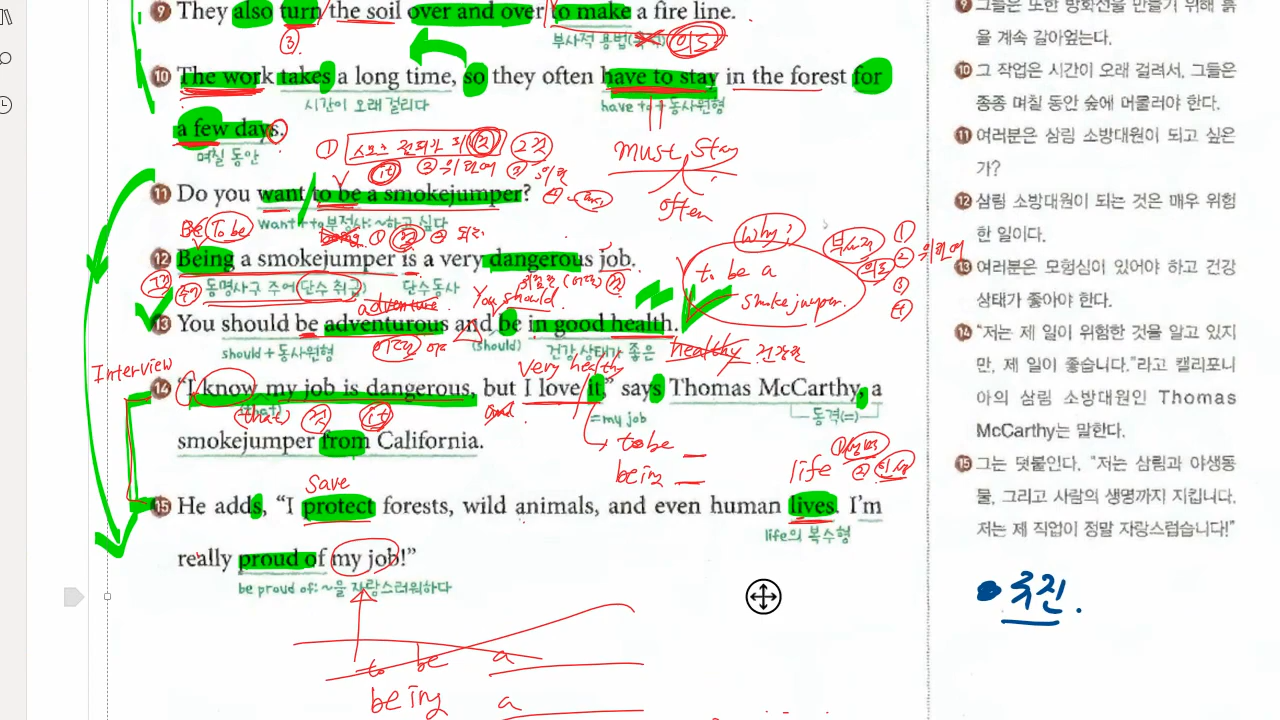 ⑨ They also turn the soil over and over to make a fire line.
부사적 용법 의도
③
⑩ The work takes a long time, so they often have to stay in the forest for
시간이 오래 걸리다
have to + 동사원형
a few days.
며칠 동안
must stay
often
⑪ Do you want to be a smokejumper?
want + to부정사: ~하고 싶다
Be To be
⑫ Being a smokejumper is a very dangerous job.
주어 동명사구 주어(단수 취급)
단수동사
Why?
to be a
smokejumper.
adventure
You should
⑬ You should be adventurous and be in good health.
should + 동사원형
(should)
건강 상태가 좋은
healthy 건강한
very healthy
Interview
⑭ “I know my job is dangerous, but I love it,” says Thomas McCarthy, a
(that) 것 it
and
=my job
동격(=)
smokejumper from California.
to be
being
life
save
⑮ He adds, “I protect forests, wild animals, and even human lives. I’m
life의 복수형
really proud of my job!”
be proud of: ~을 자랑스러워하다
to be a
being a
⑨ 그들은 또한 방화선을 만들기 위해 흙
을 계속 갈아엎는다.
⑩ 그 작업은 시간이 오래 걸려서, 그들은
종종 며칠 동안 숲에 머물러야 한다.
⑪ 여러분은 삼림 소방대원이 되고 싶은
가?
⑫ 삼림 소방대원이 되는 것은 매우 위험
한 일이다.
⑬ 여러분은 모험심이 있어야 하고 건강
상태가 좋아야 한다.
⑭ “저는 제 일이 위험한 것을 알고 있지
만, 제 일이 좋습니다.”라고 캘리포니
아의 삼림 소방대원인 Thomas
McCarthy는 말한다.
⑮ 그는 덧붙인다. “저는 삼림과 야생동
물, 그리고 사람의 생명까지 지킵니다.
저는 제 직업이 정말 자랑스럽습니다!”